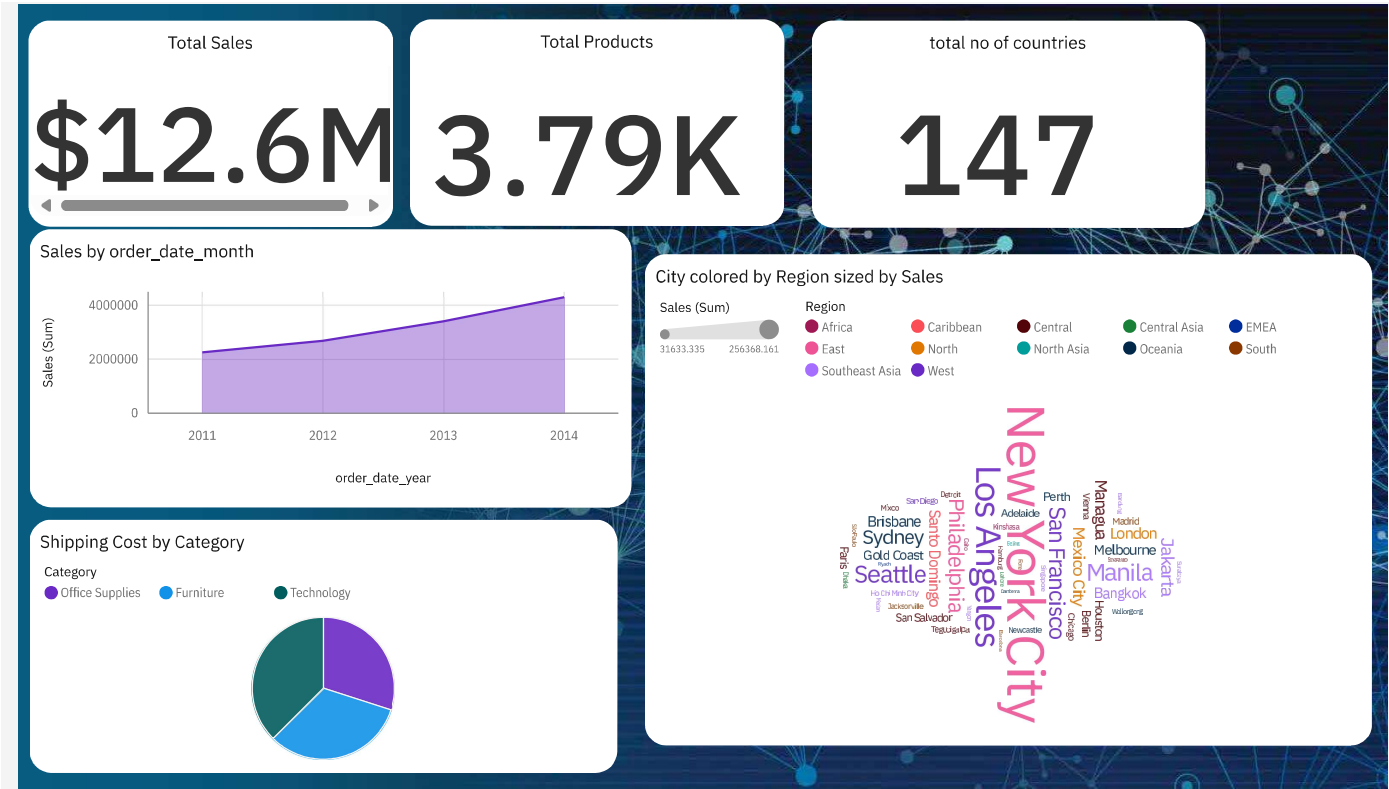 Total Sales
$12.6M
Total Products
3.79K
total no of countries
147
Sales by order_date_month
Sales (Sum)
4000000
2000000
0
2011
2012
2013
2014
order_date_year
Shipping Cost by Category
Category
Office Supplies
Furniture
Technology
City colored by Region sized by Sales
Sales (Sum)
31633.335
256368.161
Region
Africa
Caribbean
Central
Central Asia
EMEA
East
North
North Asia
Oceania
South
Southeast Asia
West
New York City
Los Angeles
Philadelphia
San Francisco
Seattle
Santo Domingo
Mexico City
Manila
Managua
Jakarta
London
Sydney
Brisbane
Gold Coast
Melbourne
Bangkok
Perth
Adelaide
Houston
Berlin
San Salvador
Tegucigalpa
Jacksonville
Ho Chi Minh City
San Diego
Detroit
Mixco
Paris
Dhaka
Vienna
Madrid
Chicago
Newcastle
Kinshasa
Hamburg
Singapore
Wollongong
Canberra